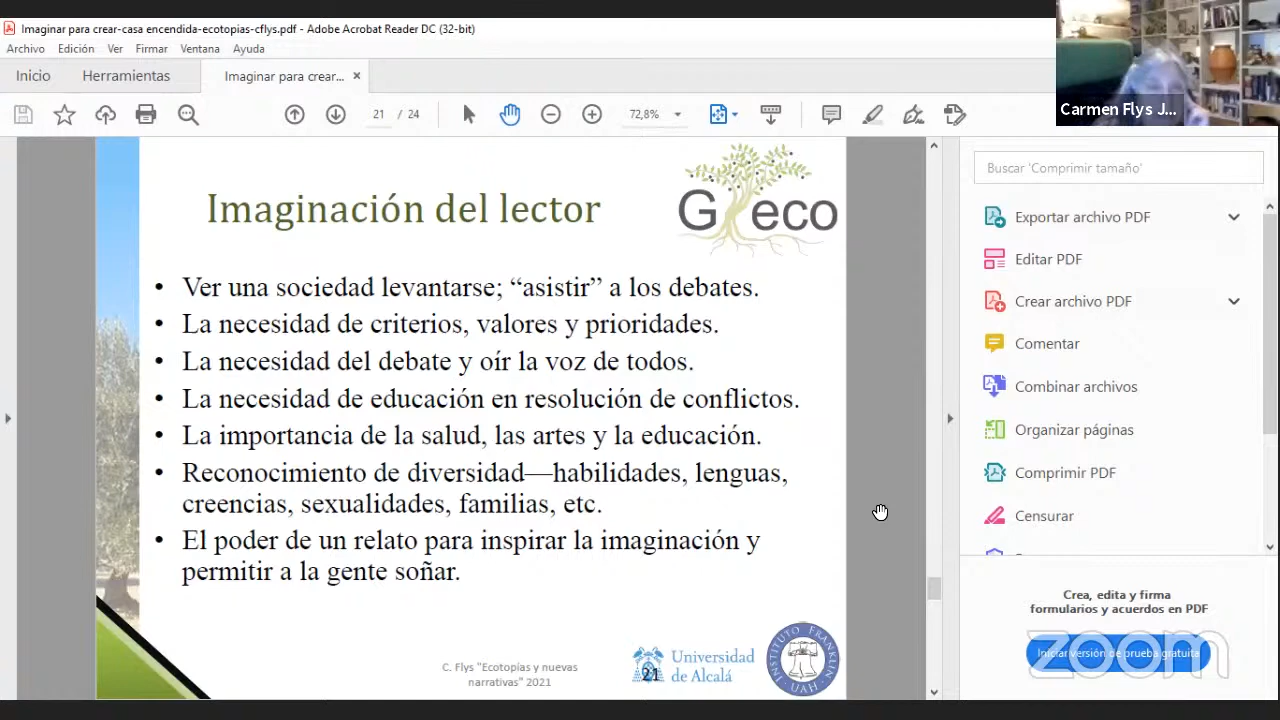 Imaginar para crear-casa encendida-ecotopias-cflys.pdf - Adobe Acrobat Reader DC (32-bit)
Archivo Edición Ver Firmar Ventana Ayuda
Inicio Herramientas Imaginar para crear... ×
21 / 24 72,8%
Carmen Flys J...
Imaginación del lector
G eco
• Ver una sociedad levantarse; “asistir” a los debates.
• La necesidad de criterios, valores y prioridades.
• La necesidad del debate y oír la voz de todos.
• La necesidad de educación en resolución de conflictos.
• La importancia de la salud, las artes y la educación.
• Reconocimiento de diversidad—habilidades, lenguas,
creencias, sexualidades, familias, etc.
• El poder de un relato para inspirar la imaginación y
permitir a la gente soñar.
C. Flys "Ecotopías y nuevas
narrativas" 2021
Universidad
de Alcalá
21
INSTITUTO FRANKLIN
UAH
Buscar 'Comprimir tamaño'
Exportar archivo PDF
Editar PDF
Crear archivo PDF
Comentar
Combinar archivos
Organizar páginas
Comprimir PDF
Censurar
Crea, edita y firma
formularios y acuerdos en PDF
Iniciar versión de prueba gratuita
zoom